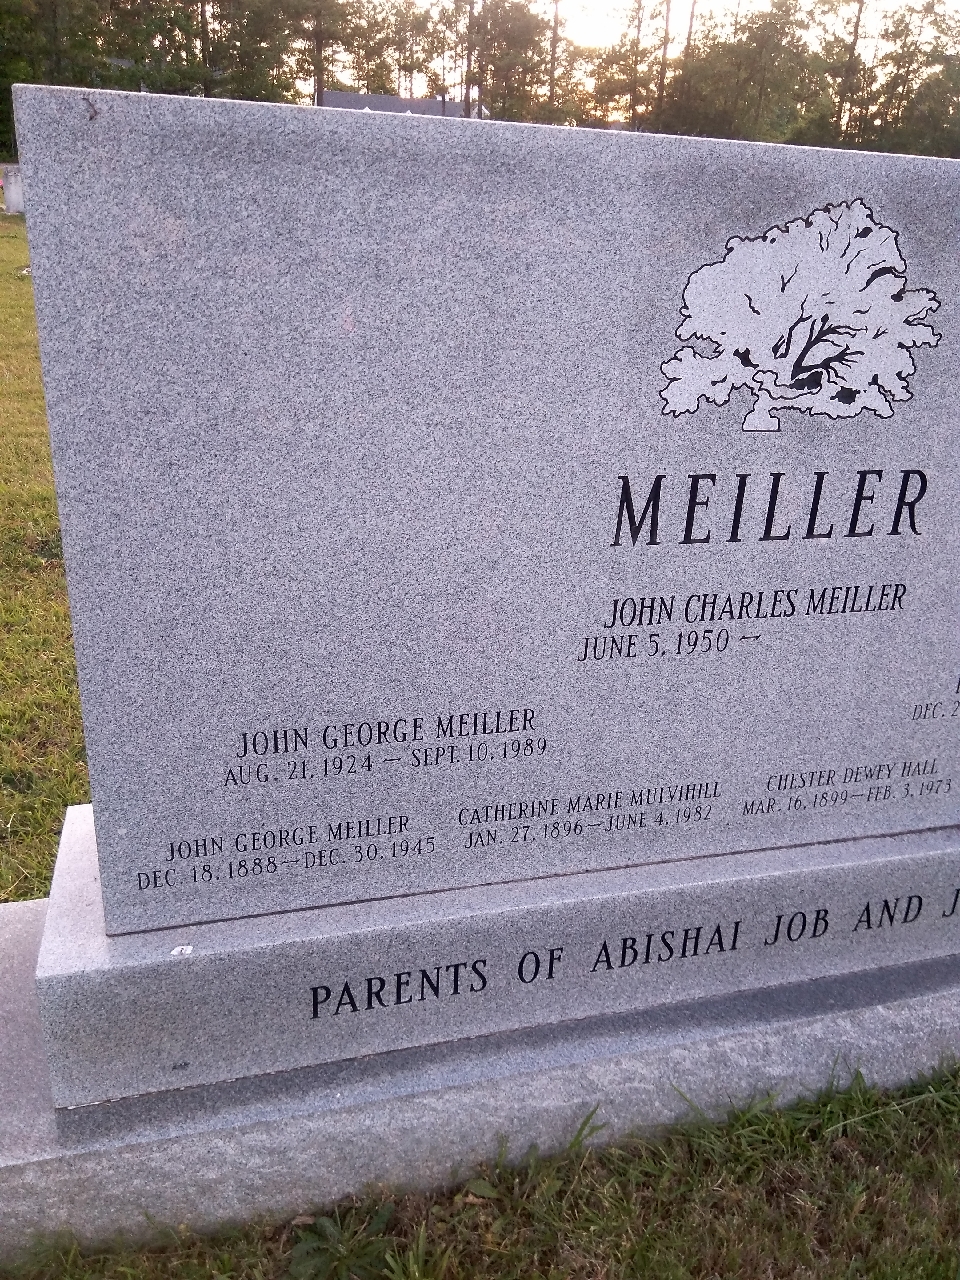 MEILLER
JOHN CHARLES MEILLER
JUNE 5, 1950 —
DEC. 2
JOHN GEORGE MEILLER
AUG. 21, 1924 — SEPT. 10, 1989
JOHN GEORGE MEILLER
DEC. 18, 1888—DEC. 30, 1945
CATHERINE MARIE MULVIHILL
JAN. 27, 1896—JUNE 4, 1982
CHESTER DEWEY HALL
MAR. 16, 1899—FEB. 3, 1973
PARENTS OF ABISHAI JOB AND J